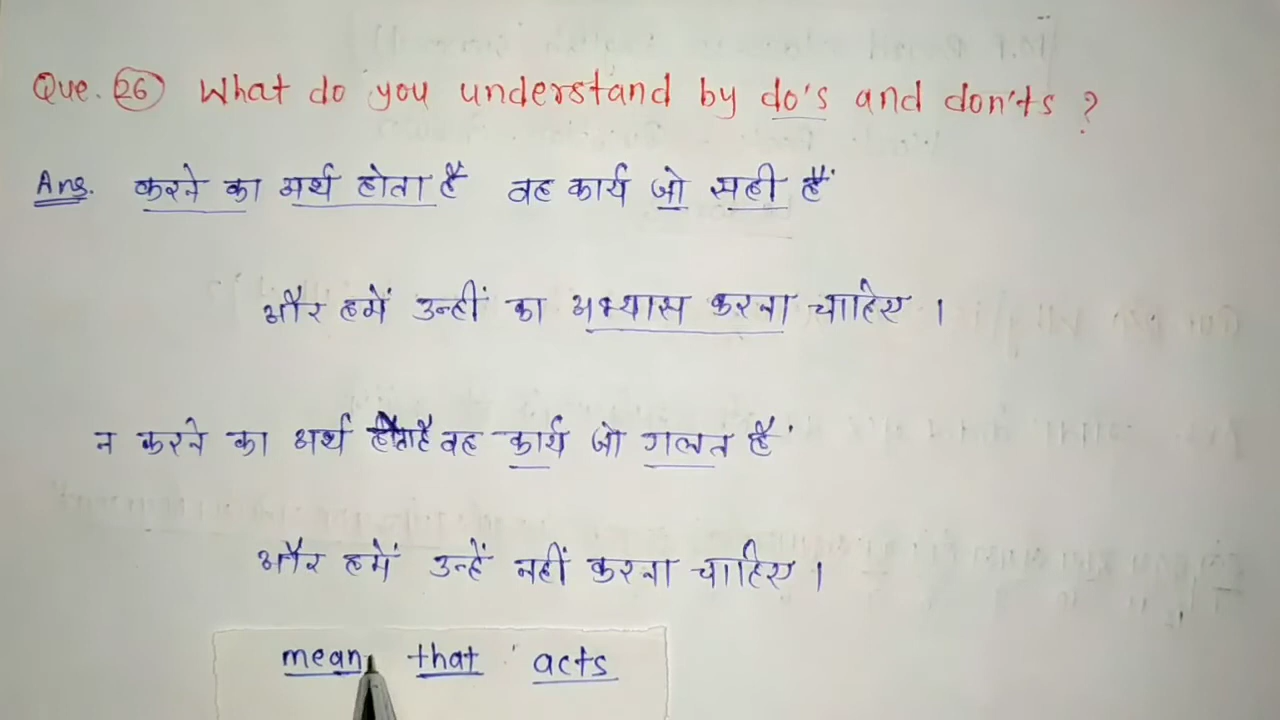 Que. 26 What do you understand by do's and don'ts ?
Ans. करने का अर्थ होता है वह कार्य जो सही हैं
और हमें उन्हीं का अभ्यास करना चाहिए ।
न करने का अर्थ होता है वह कार्य जो गलत हैं
और हमें उन्हें नहीं करना चाहिए ।
mean that acts